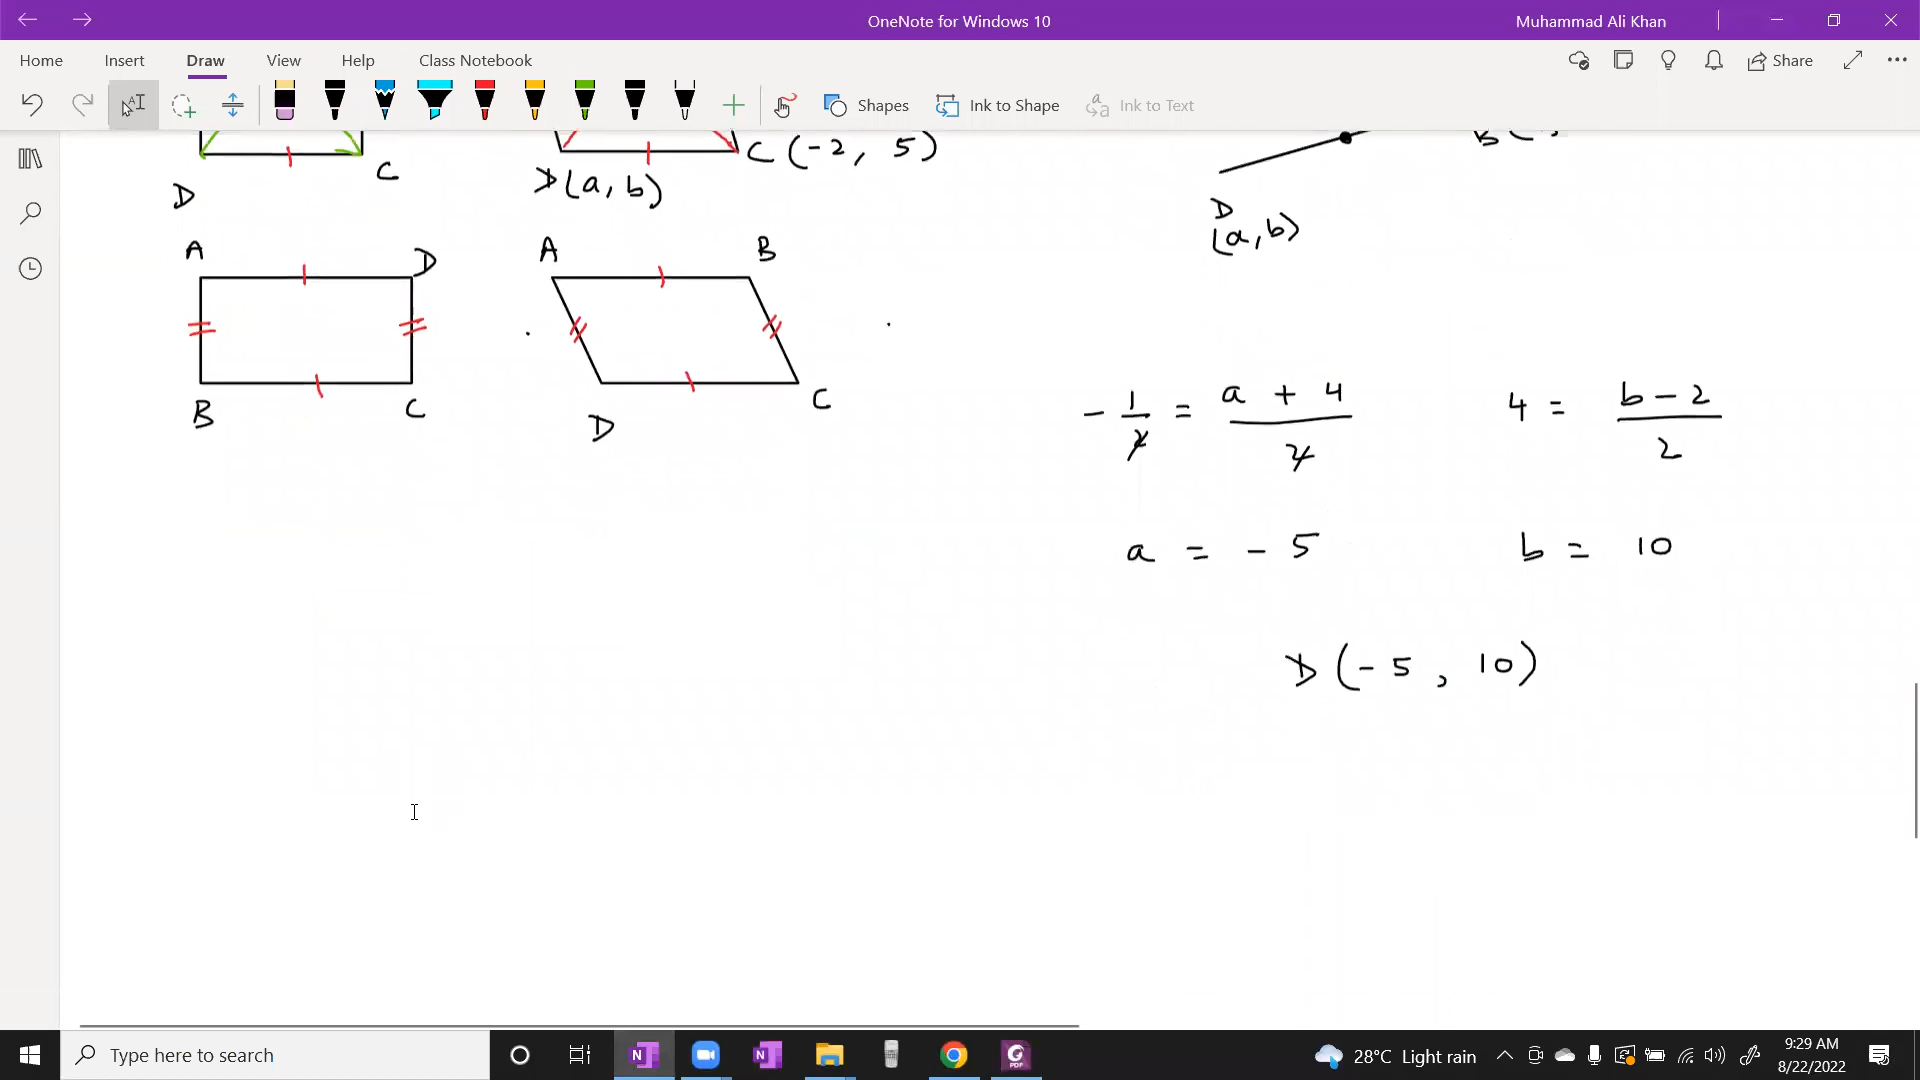 OneNote for Windows 10
Muhammad Ali Khan
Home Insert Draw View Help Class Notebook
Share
Shapes Ink to Shape Ink to Text
D C
D (a, b) C (-2, 5)
D
(a, b)
A D
B C
A B
D C
- 1/2 = a + 4 / 2
4 = b - 2 / 2
a = - 5
b = 10
D (- 5 , 10)
Type here to search
28°C Light rain
9:29 AM
8/22/2022